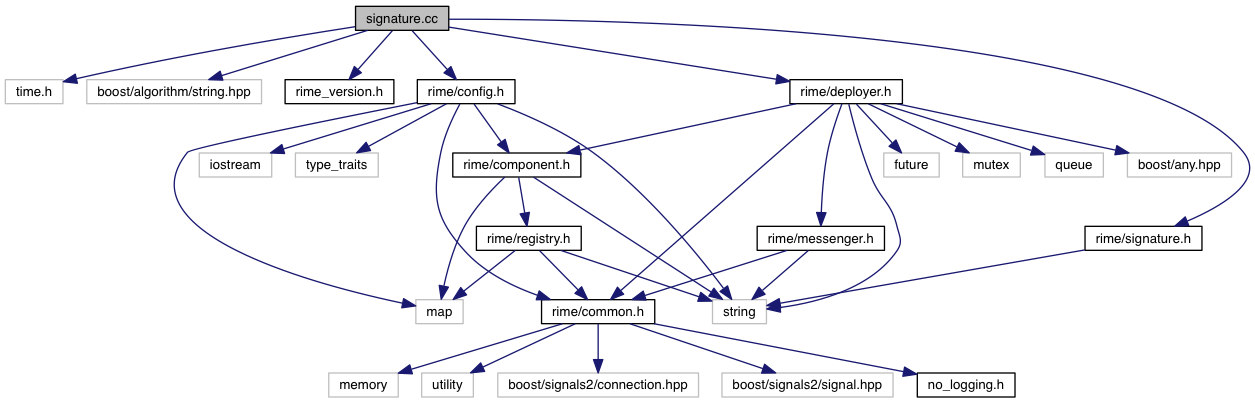 signature.cc
time.h
boost/algorithm/string.hpp
rime_version.h
rime/config.h
rime/deployer.h
iostream
type_traits
rime/component.h
future
mutex
queue
boost/any.hpp
rime/registry.h
rime/messenger.h
rime/signature.h
map
rime/common.h
string
memory
utility
boost/signals2/connection.hpp
boost/signals2/signal.hpp
no_logging.h